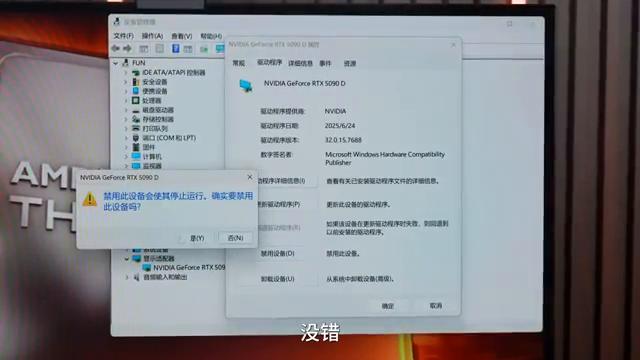 设备管理器
文件(F) 操作(A) 查看(V) 帮助(H)
FUN
IDE ATA/ATAPI 控制器
安全设备
便携设备
处理器
磁盘驱动器
存储控制器
打印队列
端口 (COM 和 LPT)
固件
计算机
监视器
显示适配器
NVIDIA GeForce RTX 509
音频输入和输出
NVIDIA GeForce RTX 5090 D 属性
常规 驱动程序 详细信息 事件 资源
NVIDIA GeForce RTX 5090 D
驱动程序提供商: NVIDIA
驱动程序日期: 2025/6/24
驱动程序版本: 32.0.15.7688
数字签名者: Microsoft Windows Hardware Compatibility
Publisher
动程序详细信息(I) 查看有关已安装驱动程序文件的详细信息。
更新驱动程序(P) 更新此设备的驱动程序。
如果该设备在更新驱动程序时失败，则回退到
以前安装的驱动程序。
禁用设备(D) 禁用此设备。
卸载设备(U) 从系统中卸载设备(高级)。
确定 取消
NVIDIA GeForce RTX 5090 D
禁用此设备会使其停止运行。确实要禁用
此设备吗?
是(Y) 否(N)
AM
TH
没错